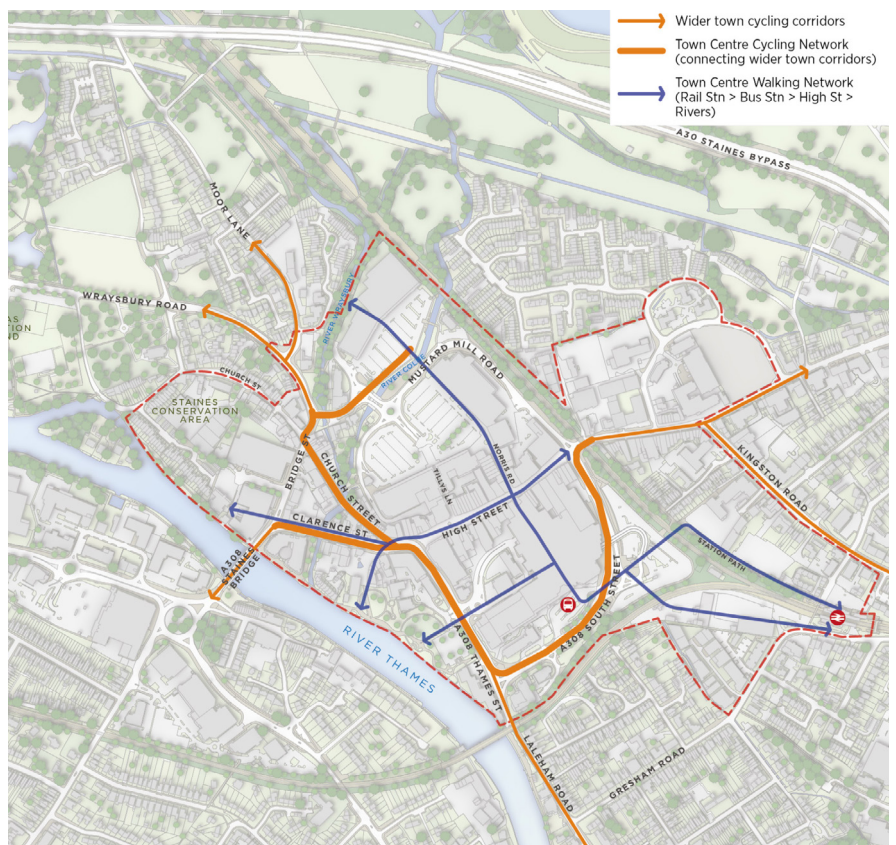 Wider town cycling corridors
Town Centre Cycling Network
(connecting wider town corridors)
Town Centre Walking Network
(Rail Stn > Bus Stn > High St >
Rivers)
A30 STAINES BYPASS
MOOR LANE
WRAYSBURY ROAD
RIVER WRAYSBURY
CHURCH ST
STAINES
CONSERVATION
AREA
RIVER COLNE
MUSTARD MILL ROAD
BRIDGE ST
CHURCH STREET
TILLYS LN
NORRIS RD
HIGH STREET
KINGSTON ROAD
CLARENCE ST
A308
STAINES
BRIDGE
STATION PATH
A308 SOUTH STREET
RIVER THAMES
A308 THAMES ST
LALEHAM ROAD
GRESHAM ROAD